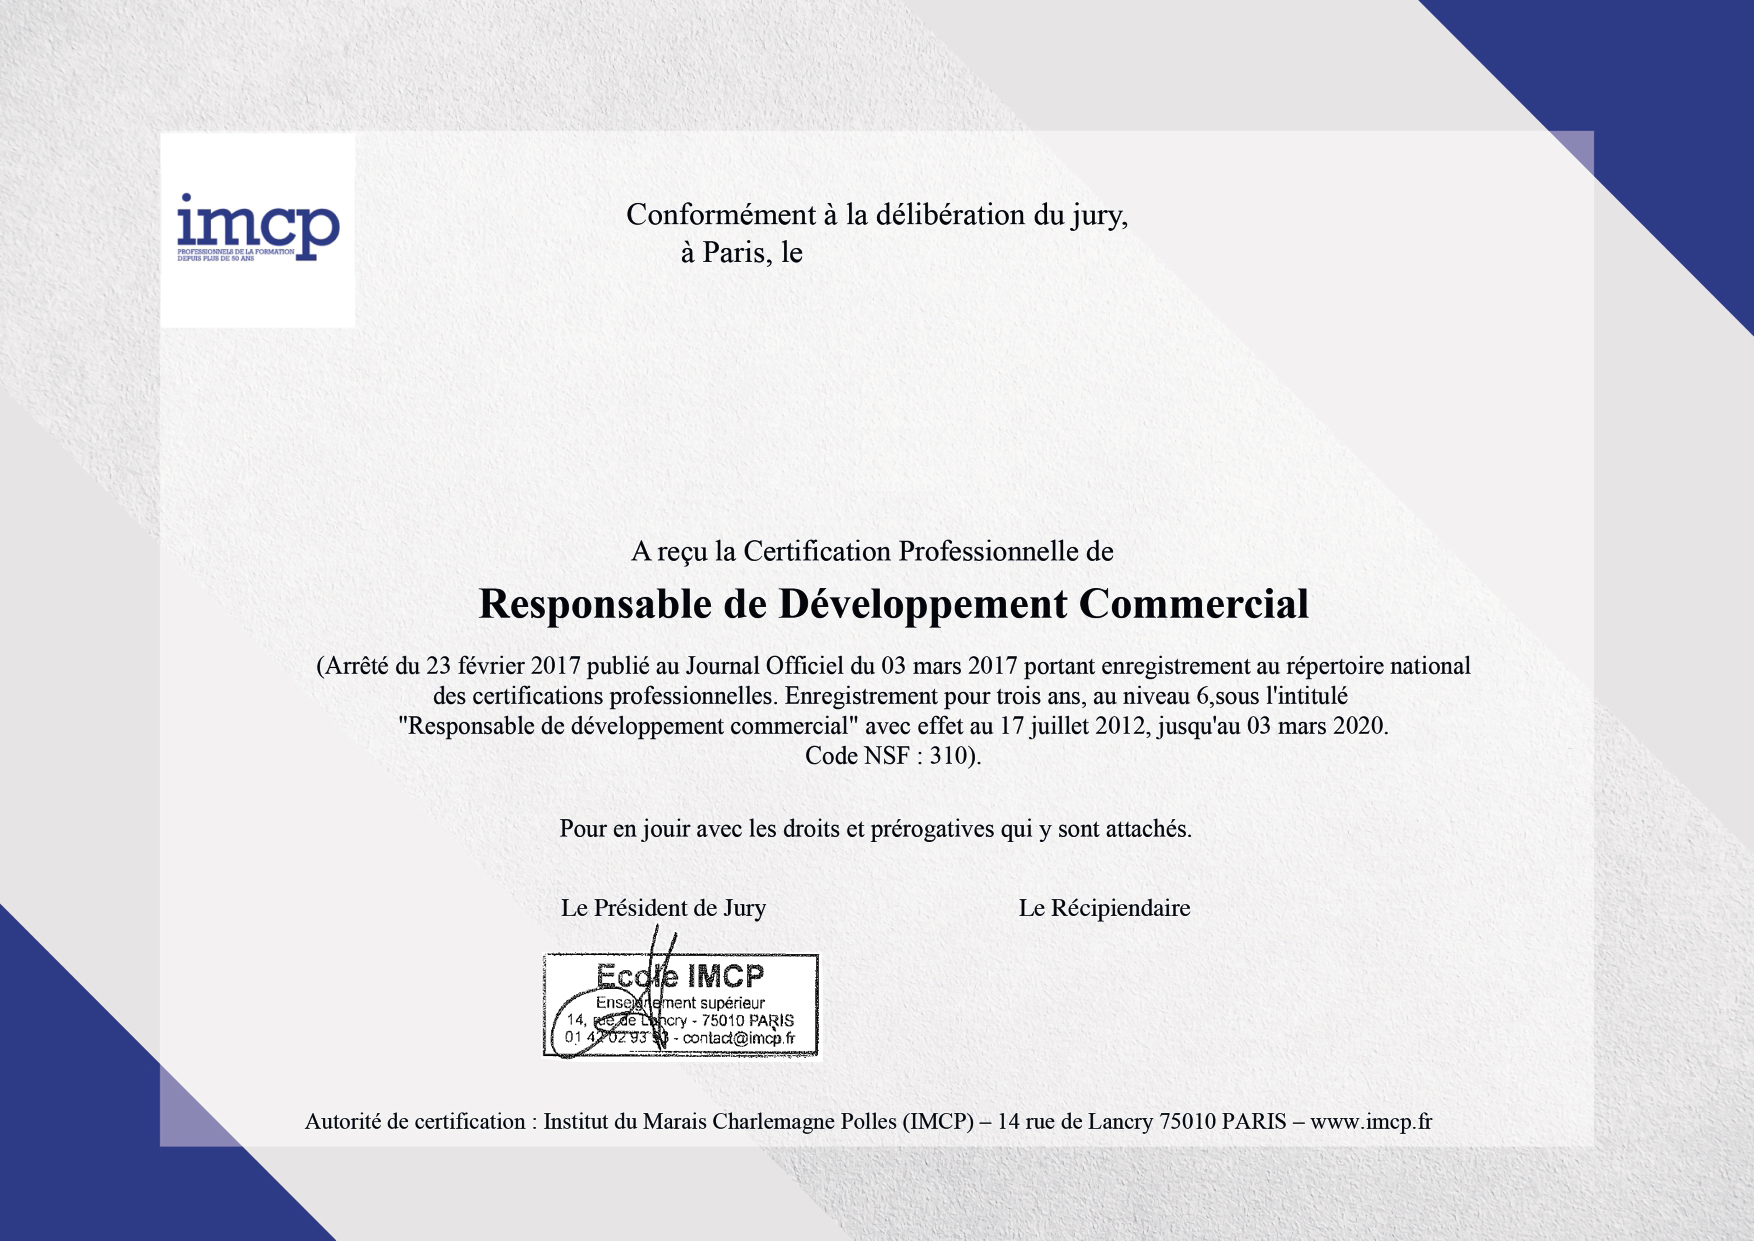 imcp
PROFESSIONNELS DE LA FORMATION
DEPUIS PLUS DE 50 ANS
Conformément à la délibération du jury,
à Paris, le
A reçu la Certification Professionnelle de
Responsable de Développement Commercial
(Arrêté du 23 février 2017 publié au Journal Officiel du 03 mars 2017 portant enregistrement au répertoire national
des certifications professionnelles. Enregistrement pour trois ans, au niveau 6,sous l'intitulé
"Responsable de développement commercial" avec effet au 17 juillet 2012, jusqu'au 03 mars 2020.
Code NSF : 310).
Pour en jouir avec les droits et prérogatives qui y sont attachés.
Le Président de Jury
Le Récipiendaire
Ecole IMCP
Enseignement supérieur
14, rue de Lancry - 75010 PARIS
01 42 02 93 93 - contact@imcp.fr
Autorité de certification : Institut du Marais Charlemagne Polles (IMCP) – 14 rue de Lancry 75010 PARIS – www.imcp.fr